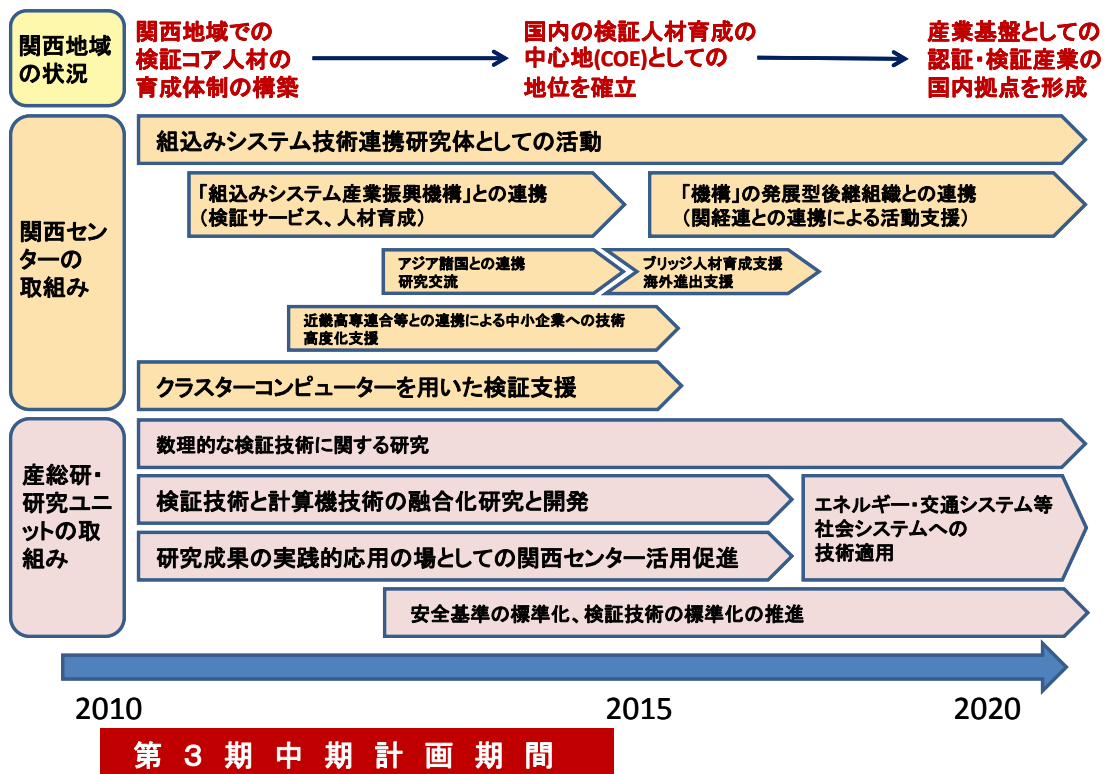 関西地域
の状況
関西地域での
検証コア人材の
育成体制の構築
国内の検証人材育成の
中心地(COE)としての
地位を確立
産業基盤としての
認証・検証産業の
国内拠点を形成
関西セン
ターの
取組み
組込みシステム技術連携研究体としての活動
「組込みシステム産業振興機構」との連携
（検証サービス、人材育成）
「機構」の発展型後継組織との連携
（関経連との連携による活動支援）
アジア諸国との連携
研究交流
ブリッジ人材育成支援
海外進出支援
近畿高専連合等との連携による中小企業への技術
高度化支援
クラスターコンピューターを用いた検証支援
産総研・
研究ユニ
ットの取
組み
数理的な検証技術に関する研究
検証技術と計算機技術の融合化研究と開発
研究成果の実践的応用の場としての関西センター活用促進
エネルギー・交通システム等
社会システムへの
技術適用
安全基準の標準化、検証技術の標準化の推進
2010
2015
2020
第３期中期計画期間